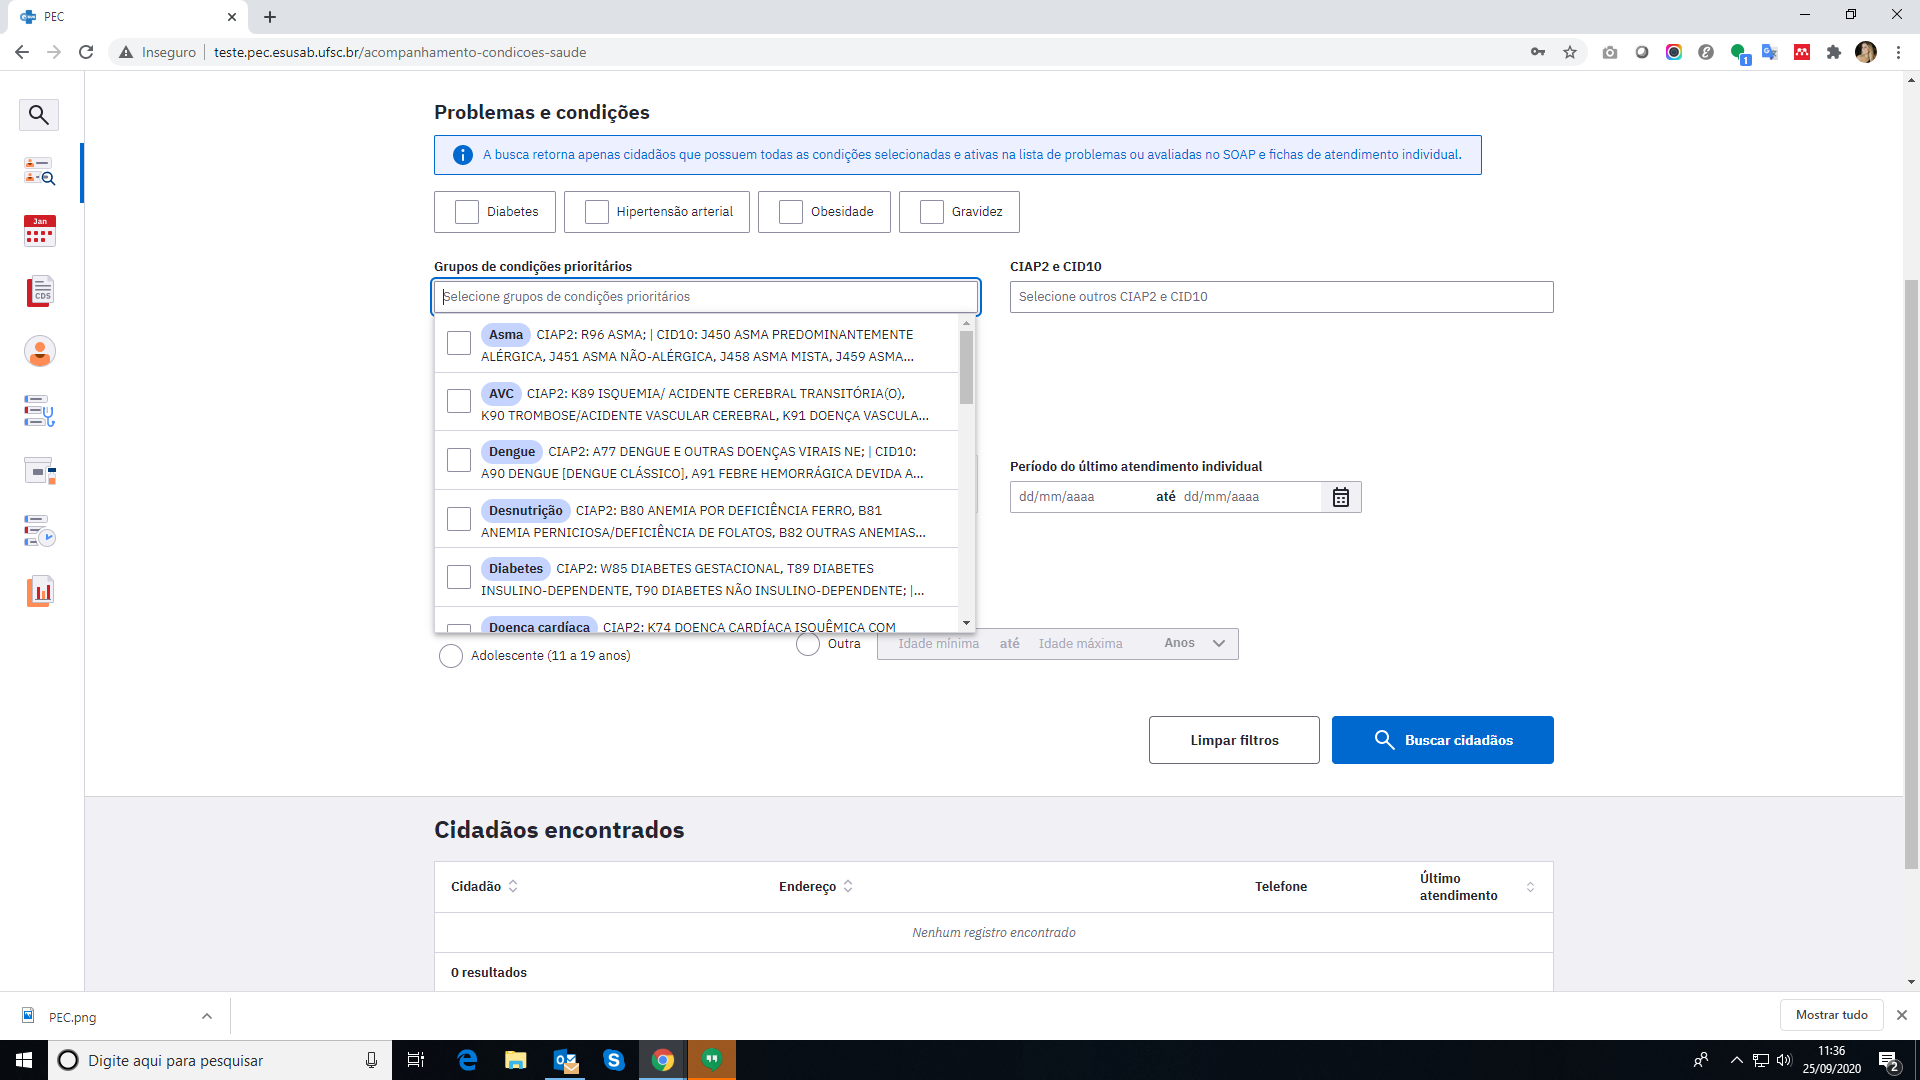 PEC
Inseguro
teste.pec.esusab.ufsc.br/acompanhamento-condicoes-saude
1
Jan
CDS
Problemas e condições
A busca retorna apenas cidadãos que possuem todas as condições selecionadas e ativas na lista de problemas ou avaliadas no SOAP e fichas de atendimento individual.
Diabetes
Hipertensão arterial
Obesidade
Gravidez
Grupos de condições prioritários
CIAP2 e CID10
Selecione grupos de condições prioritários
Selecione outros CIAP2 e CID10
Asma CIAP2: R96 ASMA; | CID10: J450 ASMA PREDOMINANTEMENTE
ALÉRGICA, J451 ASMA NÃO-ALÉRGICA, J458 ASMA MISTA, J459 ASMA...
AVC CIAP2: K89 ISQUEMIA/ ACIDENTE CEREBRAL TRANSITÓRIA(O),
K90 TROMBOSE/ACIDENTE VASCULAR CEREBRAL, K91 DOENÇA VASCULA...
Dengue CIAP2: A77 DENGUE E OUTRAS DOENÇAS VIRAIS NE; | CID10:
A90 DENGUE [DENGUE CLÁSSICO], A91 FEBRE HEMORRÁGICA DEVIDA A...
Desnutrição CIAP2: B80 ANEMIA POR DEFICIÊNCIA FERRO, B81
ANEMIA PERNICIOSA/DEFICIÊNCIA DE FOLATOS, B82 OUTRAS ANEMIAS...
Diabetes CIAP2: W85 DIABETES GESTACIONAL, T89 DIABETES
INSULINO-DEPENDENTE, T90 DIABETES NÃO INSULINO-DEPENDENTE; |...
Doença cardíaca CIAP2: K74 DOENÇA CARDÍACA ISQUÊMICA COM
Período do último atendimento individual
dd/mm/aaaa até dd/mm/aaaa
Adolescente (11 a 19 anos)
Outra
Idade mínima até Idade máxima Anos
Limpar filtros
Buscar cidadãos
Cidadãos encontrados
Cidadão
Endereço
Telefone
Último
atendimento
Nenhum registro encontrado
0 resultados
PEC.png
Mostrar tudo
Digite aqui para pesquisar
11:36
25/09/2020
2